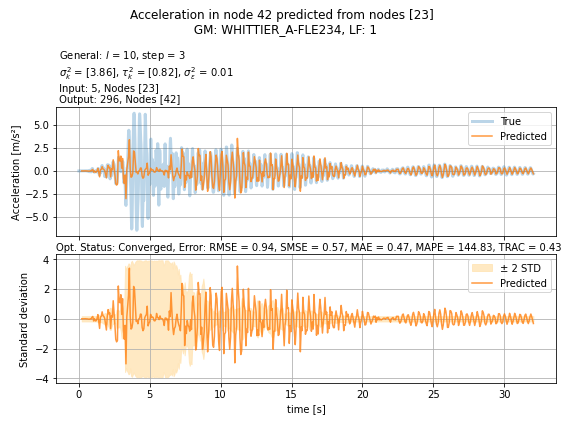 Acceleration in node 42 predicted from nodes [23]
GM: WHITTIER_A-FLE234, LF: 1
General: l = 10, step = 3
σ²ₖ = [3.86], τ²ₖ = [0.82], σ²ε = 0.01
Input: 5, Nodes [23]
Output: 296, Nodes [42]
Acceleration [m/s²]
5.0
2.5
0.0
−2.5
−5.0
True
Predicted
Opt. Status: Converged, Error: RMSE = 0.94, SMSE = 0.57, MAE = 0.47, MAPE = 144.83, TRAC = 0.43
Standard deviation
4
2
0
−2
−4
± 2 STD
Predicted
0 5 10 15 20 25 30
time [s]